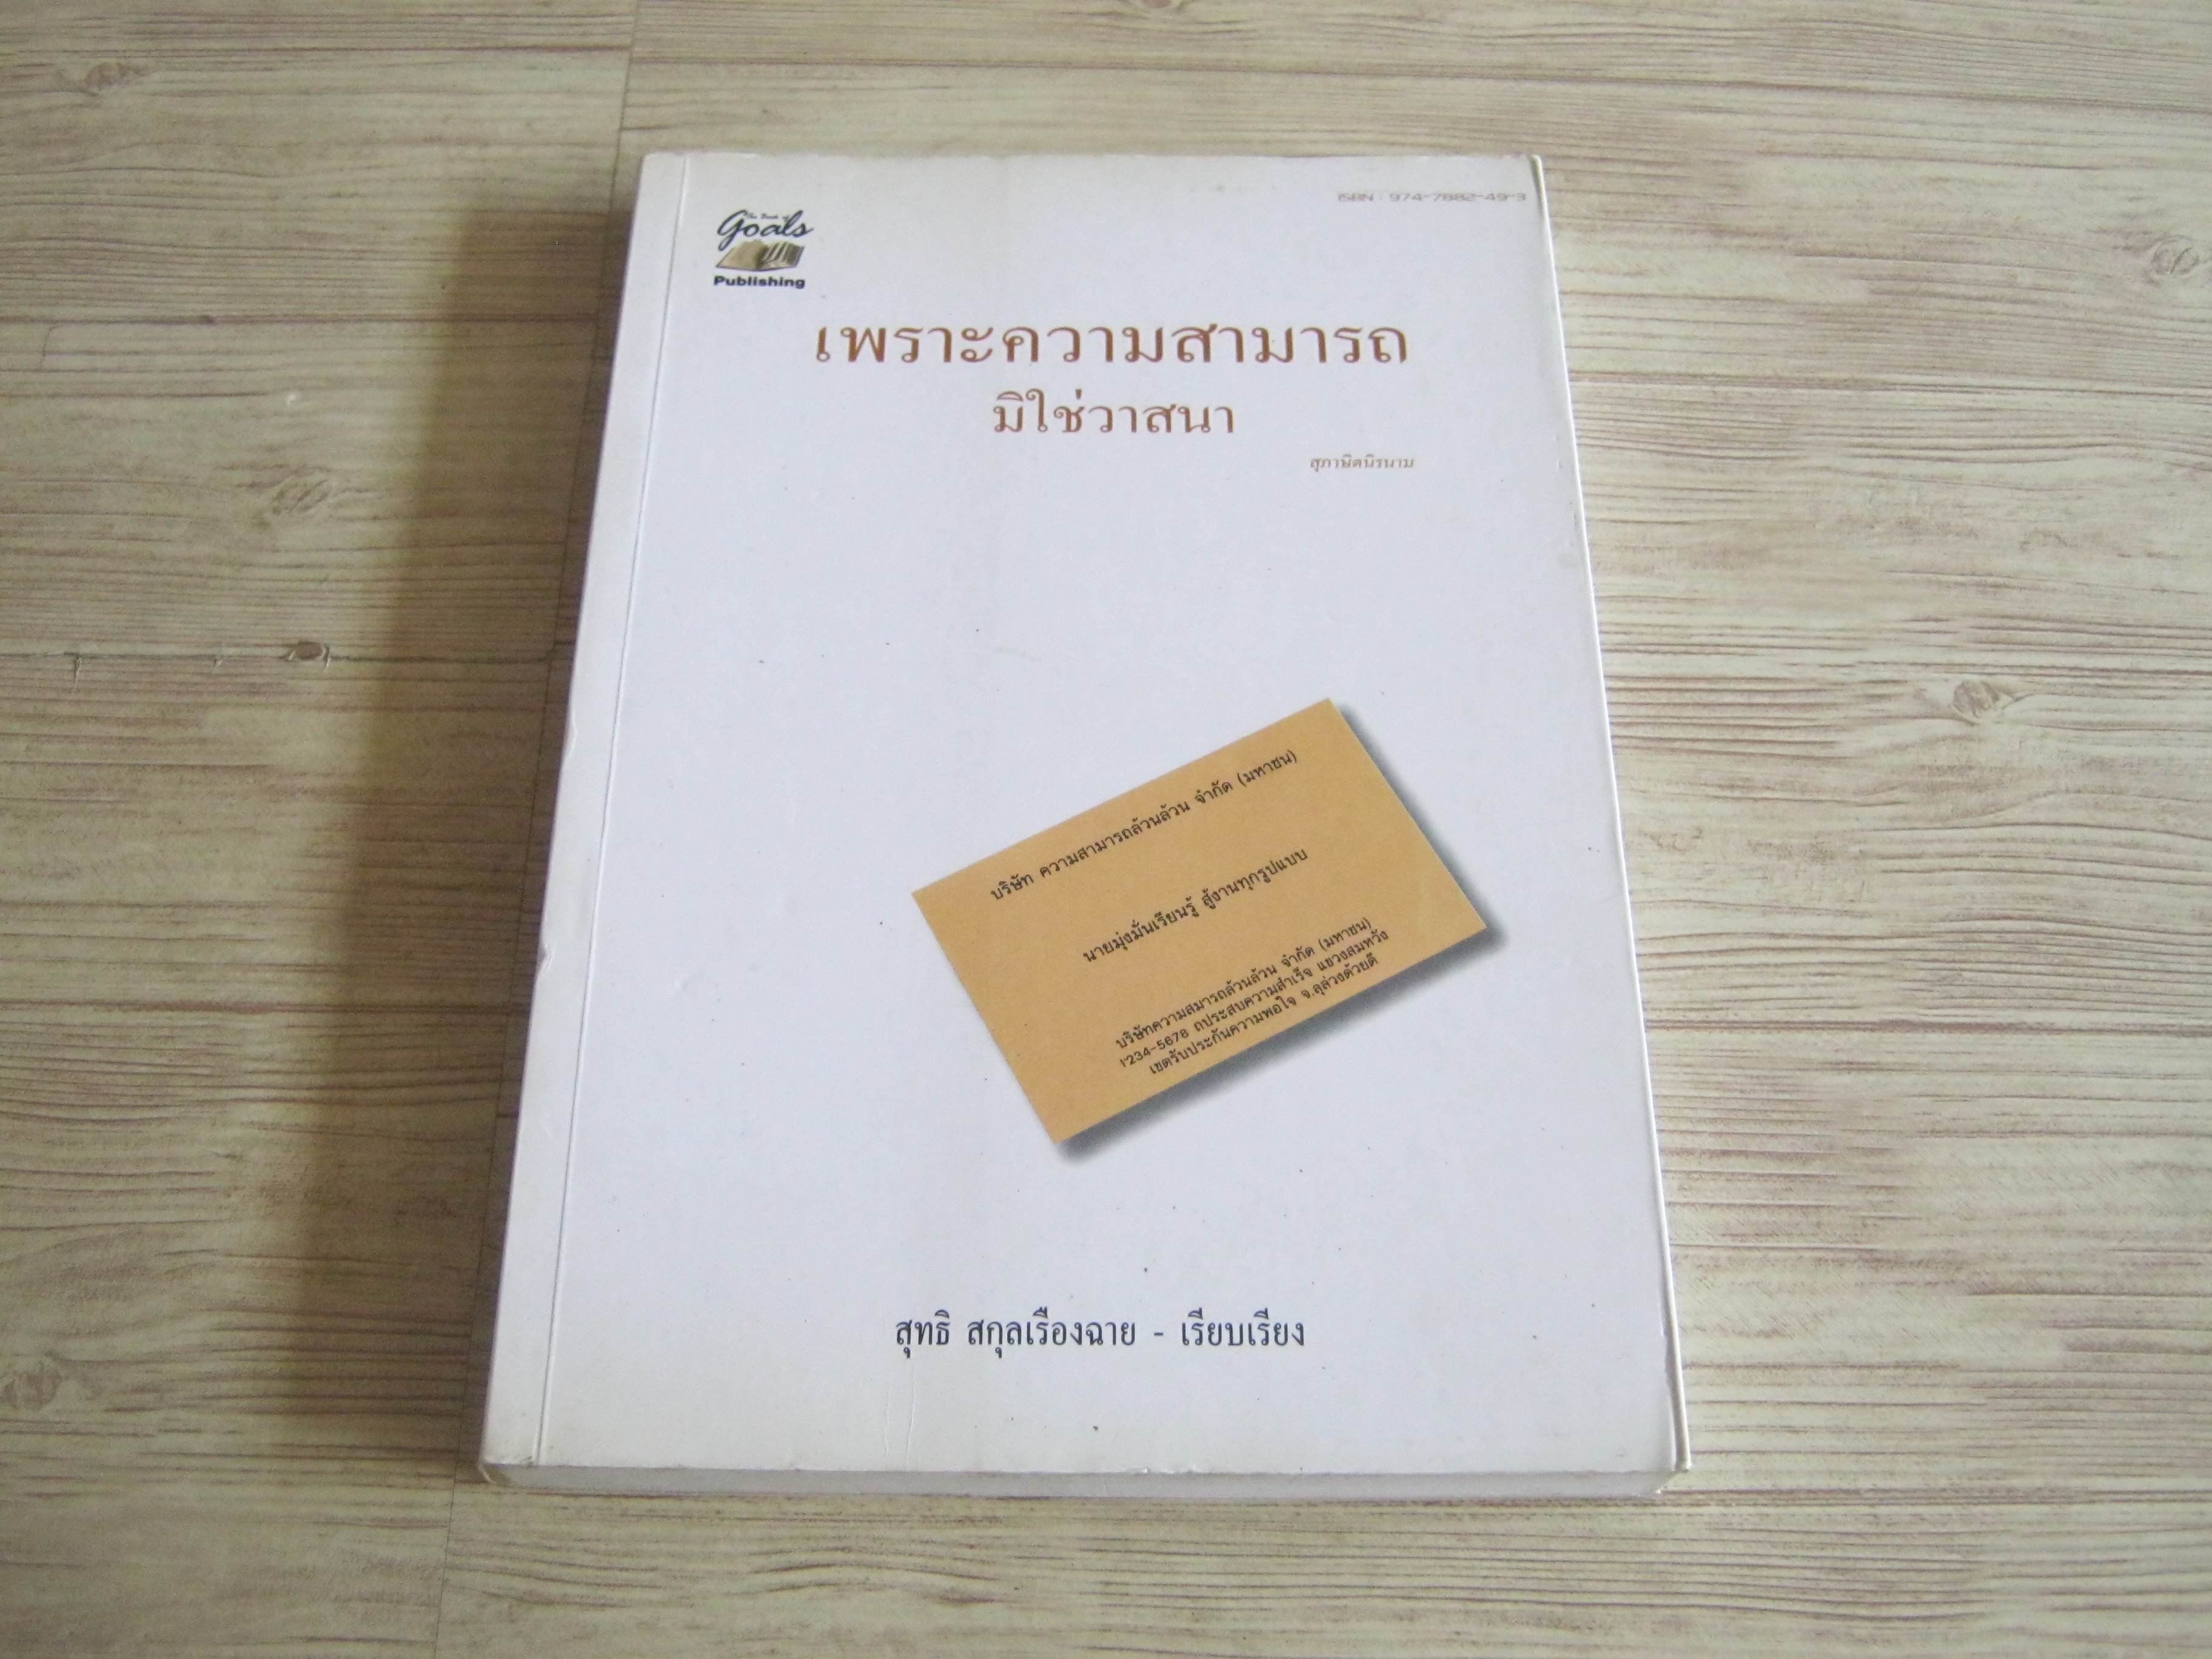 ISBN : 974-7882-49-3
The Book of
Goals
Publishing
เพราะความสามารถ
มิใช่วาสนา
สุภาษิตนิรนาม
บริษัท ความสามารถล้วนล้วน จำกัด (มหาชน)
นายมุ่งมั่นเรียนรู้ สู้งานทุกรูปแบบ
บริษัทความสมารถล้วนล้วน จำกัด (มหาชน)
1234-5678 ถประสบความสำเร็จ แขวงสมหวัง
เขตรับประกันความพอใจ จ.ลุล่วงด้วยดี
สุทธิ สกุลเรืองฉาย - เรียบเรียง